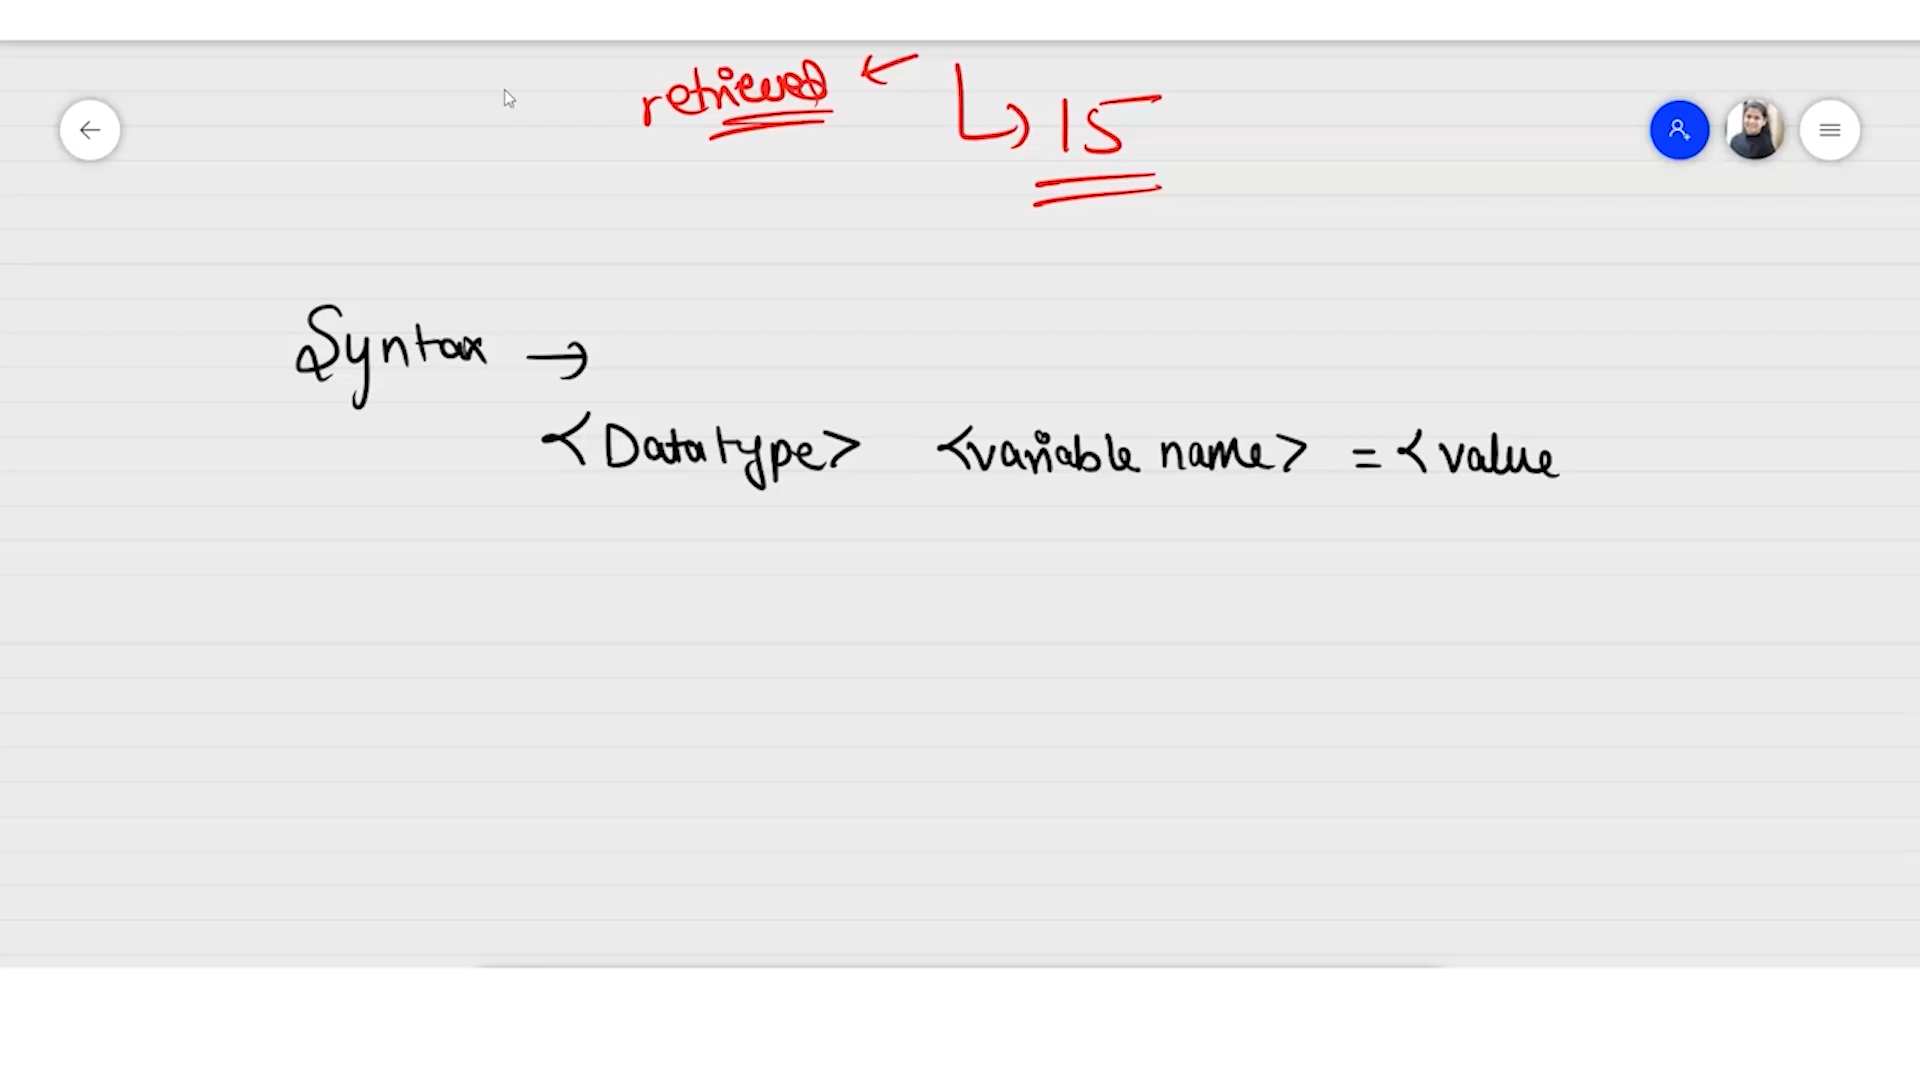 retrieved ← ↳ 15
Syntax →
<Datatype> <variable name> = <value